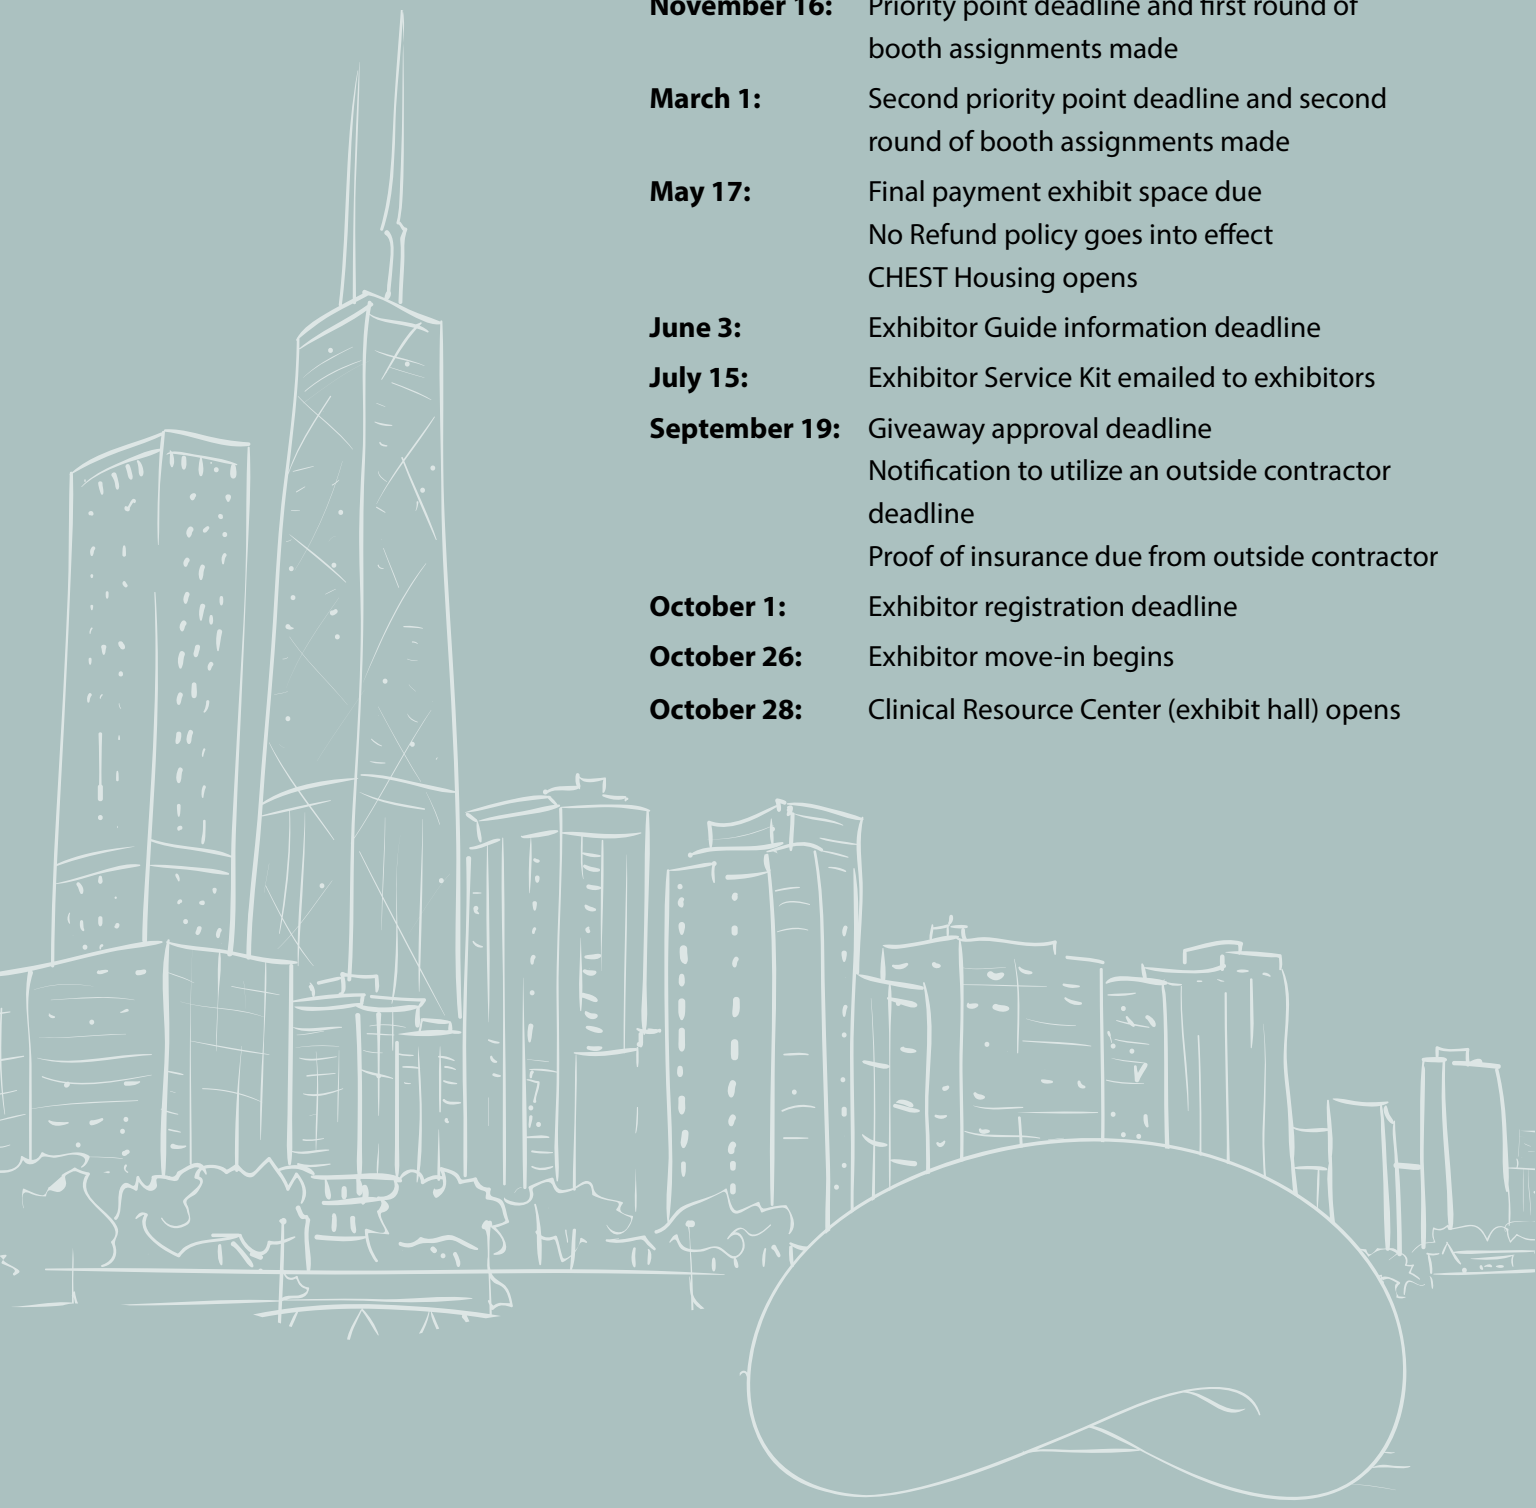 November 16: Priority point deadline and first round of
booth assignments made
March 1: Second priority point deadline and second
round of booth assignments made
May 17: Final payment exhibit space due
No Refund policy goes into effect
CHEST Housing opens
June 3: Exhibitor Guide information deadline
July 15: Exhibitor Service Kit emailed to exhibitors
September 19: Giveaway approval deadline
Notification to utilize an outside contractor
deadline
Proof of insurance due from outside contractor
October 1: Exhibitor registration deadline
October 26: Exhibitor move-in begins
October 28: Clinical Resource Center (exhibit hall) opens